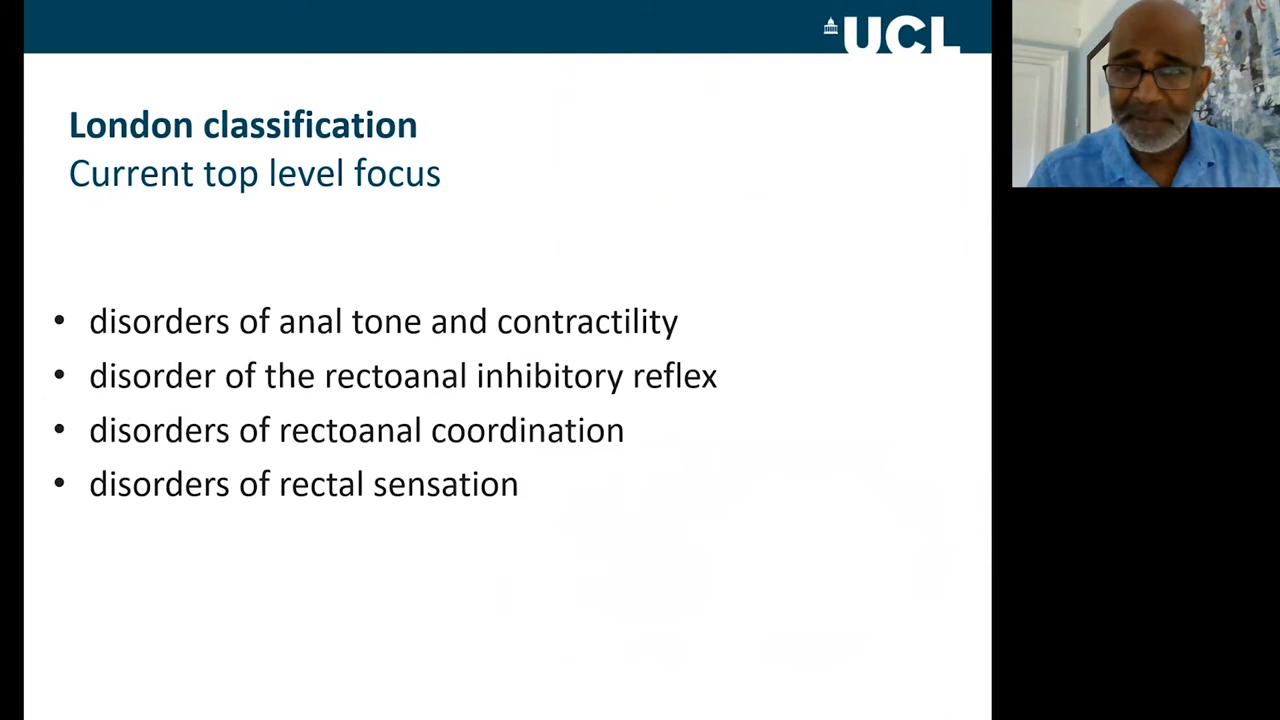 UCL
London classification
Current top level focus
• disorders of anal tone and contractility
• disorder of the rectoanal inhibitory reflex
• disorders of rectoanal coordination
• disorders of rectal sensation